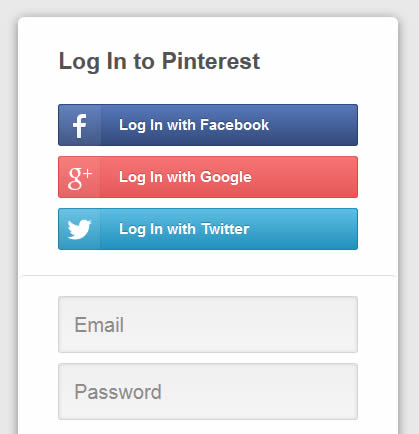 Log In to Pinterest
f Log In with Facebook
g+ Log In with Google
Log In with Twitter
Email
Password